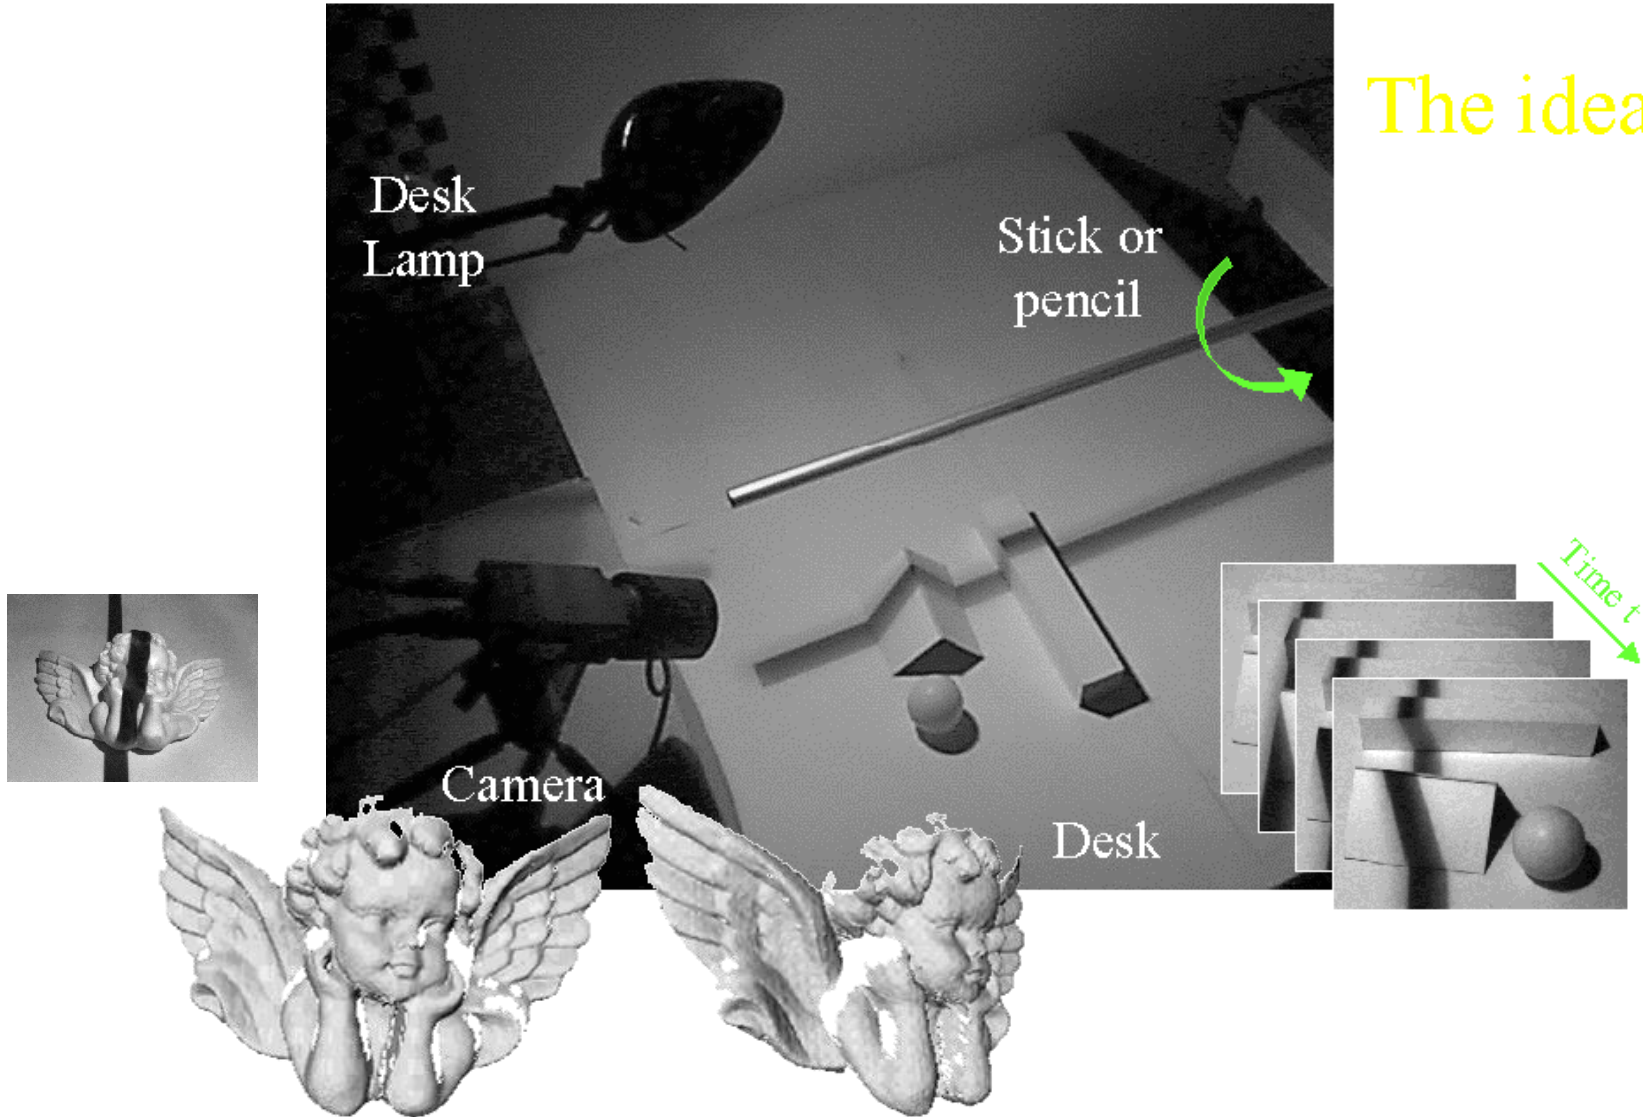 The idea
Desk
Lamp
Stick or
pencil
Time t
Camera
Desk